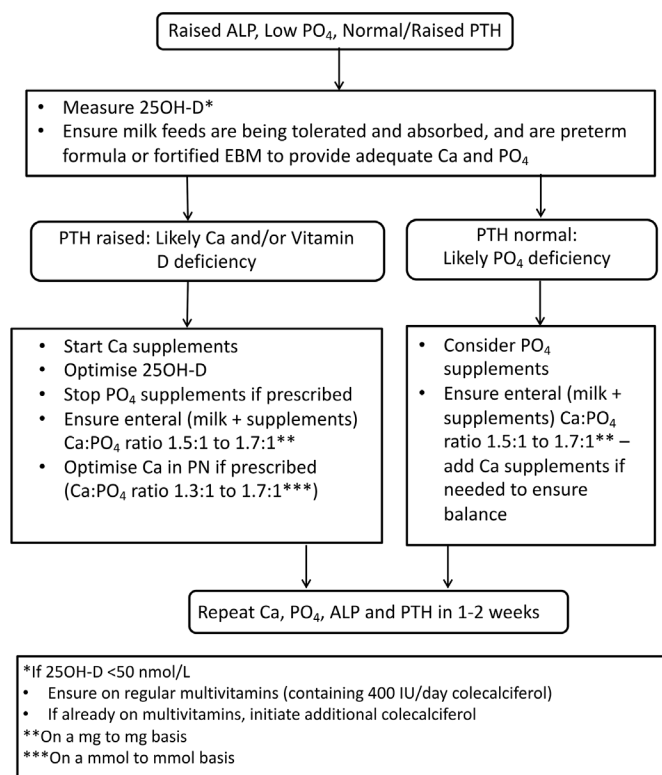 Raised ALP, Low PO₄, Normal/Raised PTH
• Measure 25OH-D*
• Ensure milk feeds are being tolerated and absorbed, and are preterm
formula or fortified EBM to provide adequate Ca and PO₄
PTH raised: Likely Ca and/or Vitamin
D deficiency
PTH normal:
Likely PO₄ deficiency
• Start Ca supplements
• Optimise 25OH-D
• Stop PO₄ supplements if prescribed
• Ensure enteral (milk + supplements)
Ca:PO₄ ratio 1.5:1 to 1.7:1**
• Optimise Ca in PN if prescribed
(Ca:PO₄ ratio 1.3:1 to 1.7:1***)
• Consider PO₄
supplements
• Ensure enteral (milk +
supplements) Ca:PO₄
ratio 1.5:1 to 1.7:1** –
add Ca supplements if
needed to ensure
balance
Repeat Ca, PO₄, ALP and PTH in 1-2 weeks
*If 25OH-D <50 nmol/L
• Ensure on regular multivitamins (containing 400 IU/day colecalciferol)
• If already on multivitamins, initiate additional colecalciferol
**On a mg to mg basis
***On a mmol to mmol basis